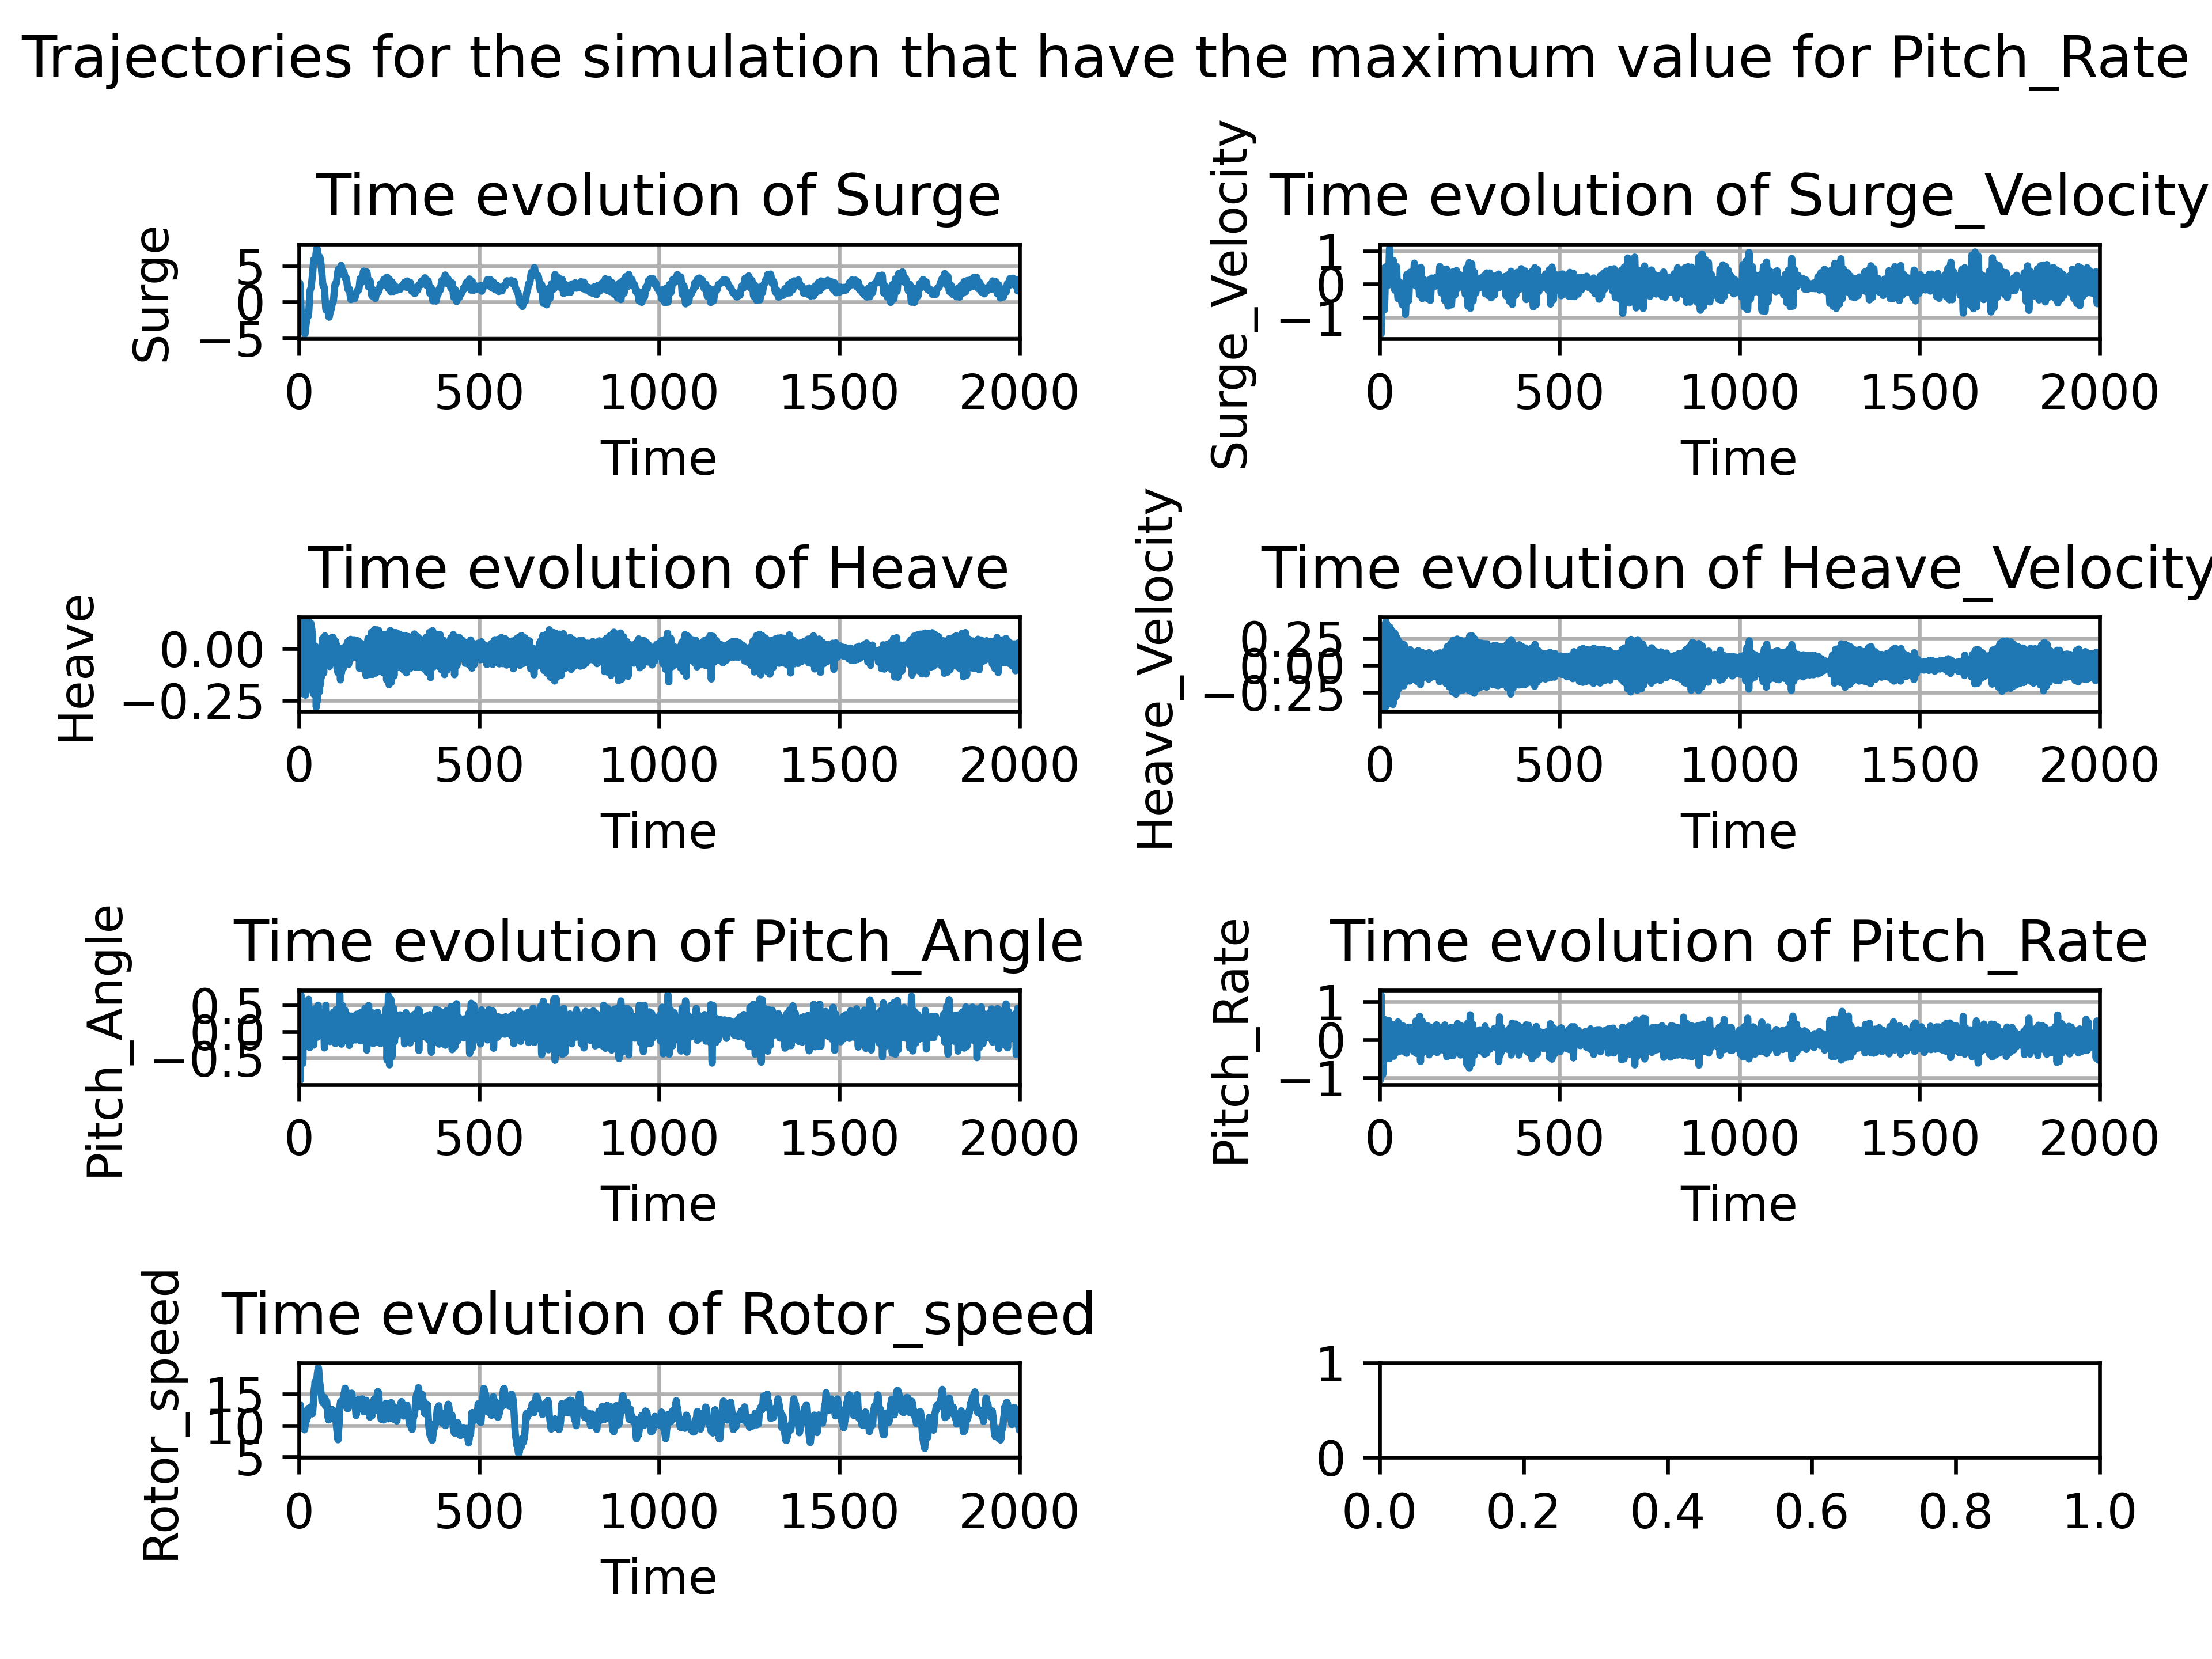 Trajectories for the simulation that have the maximum value for Pitch_Rate
Time evolution of Surge
Surge
5
0
−5
0 500 1000 1500 2000
Time
Time evolution of Surge_Velocity
Surge_Velocity
1
0
−1
0 500 1000 1500 2000
Time
Time evolution of Heave
Heave
0.00
−0.25
0 500 1000 1500 2000
Time
Time evolution of Heave_Velocity
Heave_Velocity
0.25
0.00
−0.25
0 500 1000 1500 2000
Time
Time evolution of Pitch_Angle
Pitch_Angle
0.5
0.0
−0.5
0 500 1000 1500 2000
Time
Time evolution of Pitch_Rate
Pitch_Rate
1
0
−1
0 500 1000 1500 2000
Time
Time evolution of Rotor_speed
Rotor_speed
15
10
5
0 500 1000 1500 2000
Time
1
0
0.0 0.2 0.4 0.6 0.8 1.0